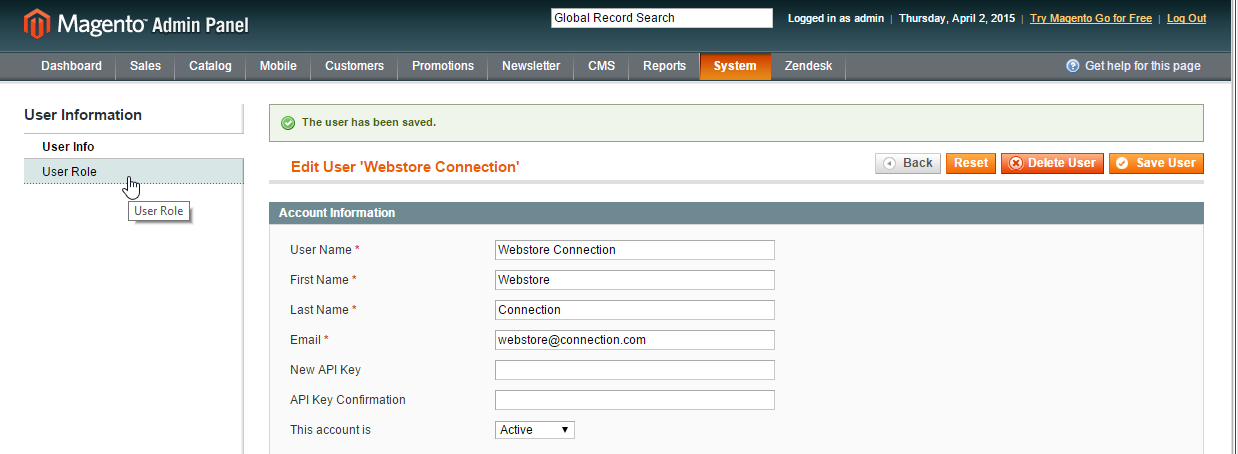 Magento Admin Panel
Global Record Search
Logged in as admin | Thursday, April 2, 2015 | Try Magento Go for Free | Log Out
Dashboard Sales Catalog Mobile Customers Promotions Newsletter CMS Reports System Zendesk Get help for this page
User Information
User Info
User Role
User Role
The user has been saved.
Edit User 'Webstore Connection'
Back Reset Delete User Save User
Account Information
User Name * Webstore Connection
First Name * Webstore
Last Name * Connection
Email * webstore@connection.com
New API Key
API Key Confirmation
This account is Active